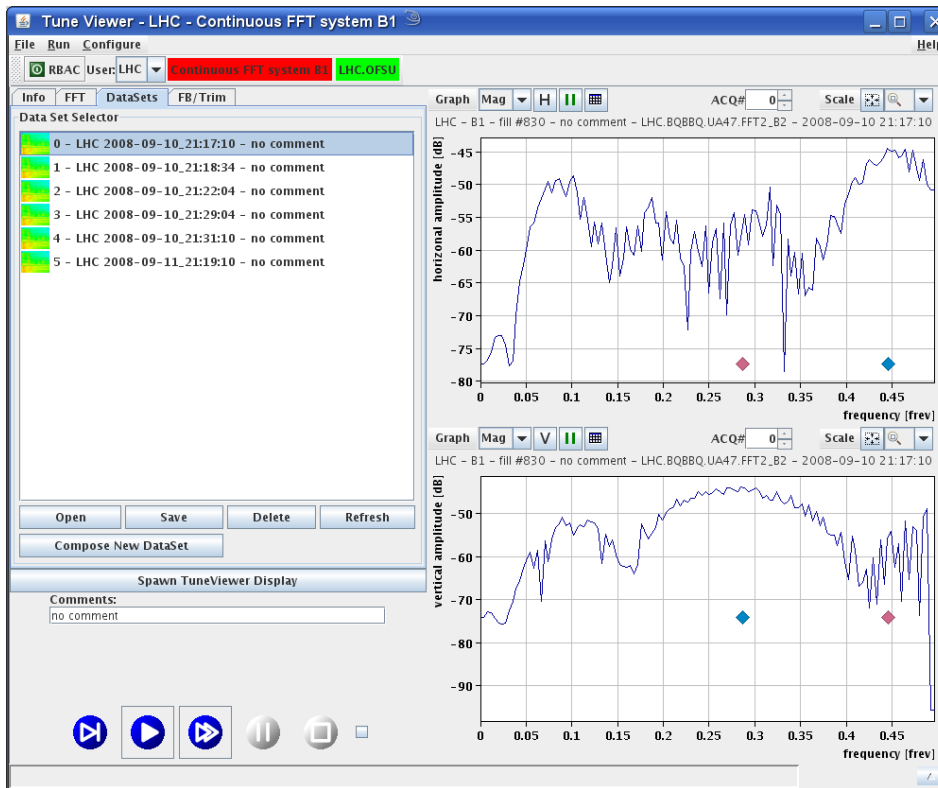 Tune Viewer - LHC - Continuous FFT system B1
File Run Configure Help
RBAC User: LHC Continuous FFT system B1 LHC.OFSU
Info FFT DataSets FB/Trim
Data Set Selector
0 - LHC 2008-09-10_21:17:10 - no comment
1 - LHC 2008-09-10_21:18:34 - no comment
2 - LHC 2008-09-10_21:22:04 - no comment
3 - LHC 2008-09-10_21:29:04 - no comment
4 - LHC 2008-09-10_21:31:10 - no comment
5 - LHC 2008-09-11_21:19:10 - no comment
Open Save Delete Refresh
Compose New DataSet
Spawn TuneViewer Display
Comments:
no comment
Graph Mag H ACQ# 0 Scale
LHC - B1 - fill #830 - no comment - LHC.BQBBQ.UA47.FFT2_B2 - 2008-09-10 21:17:10
horizonal amplitude [dB]
-45
-50
-55
-60
-65
-70
-75
-80
0 0.05 0.1 0.15 0.2 0.25 0.3 0.35 0.4 0.45
frequency [frev]
Graph Mag V ACQ# 0 Scale
LHC - B1 - fill #830 - no comment - LHC.BQBBQ.UA47.FFT2_B2 - 2008-09-10 21:17:10
vertical amplitude [dB]
-50
-60
-70
-80
-90
0 0.05 0.1 0.15 0.2 0.25 0.3 0.35 0.4 0.45
frequency [frev]